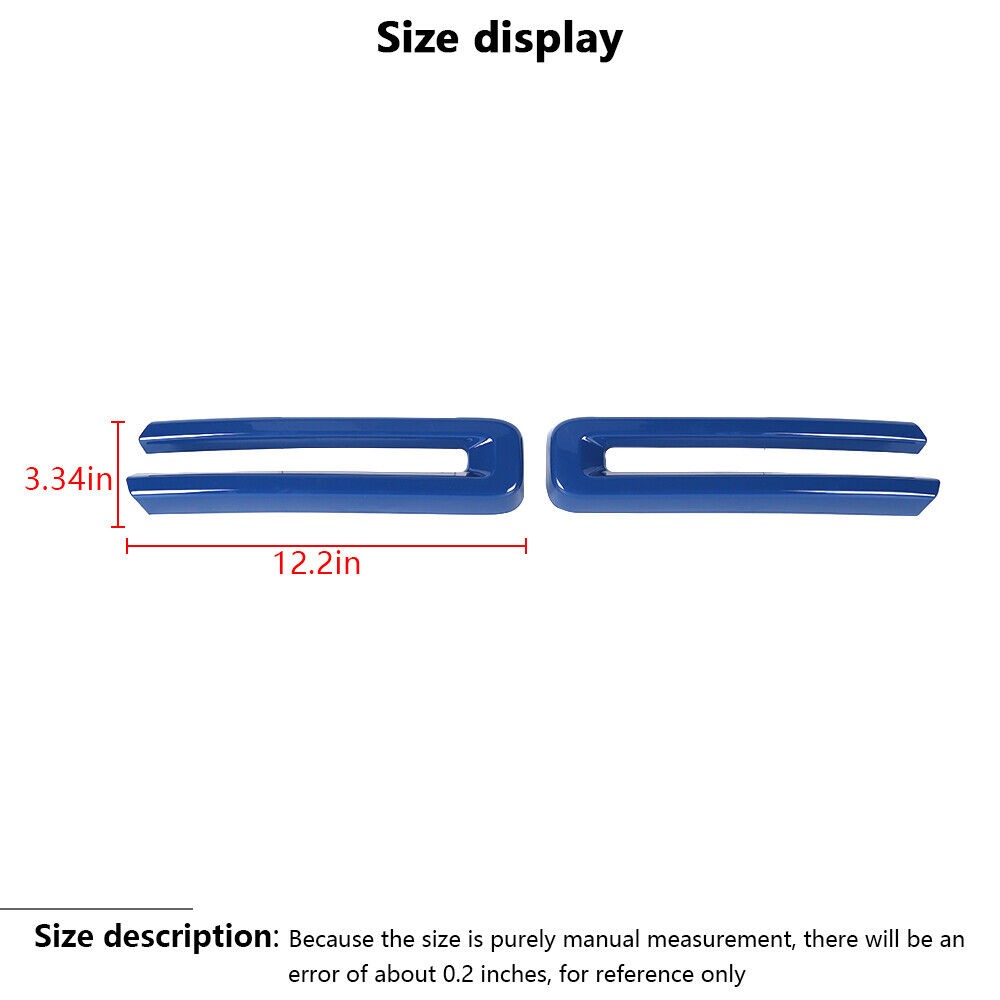 Size display
3.34in
12.2in
Size description: Because the size is purely manual measurement, there will be an
error of about 0.2 inches, for reference only